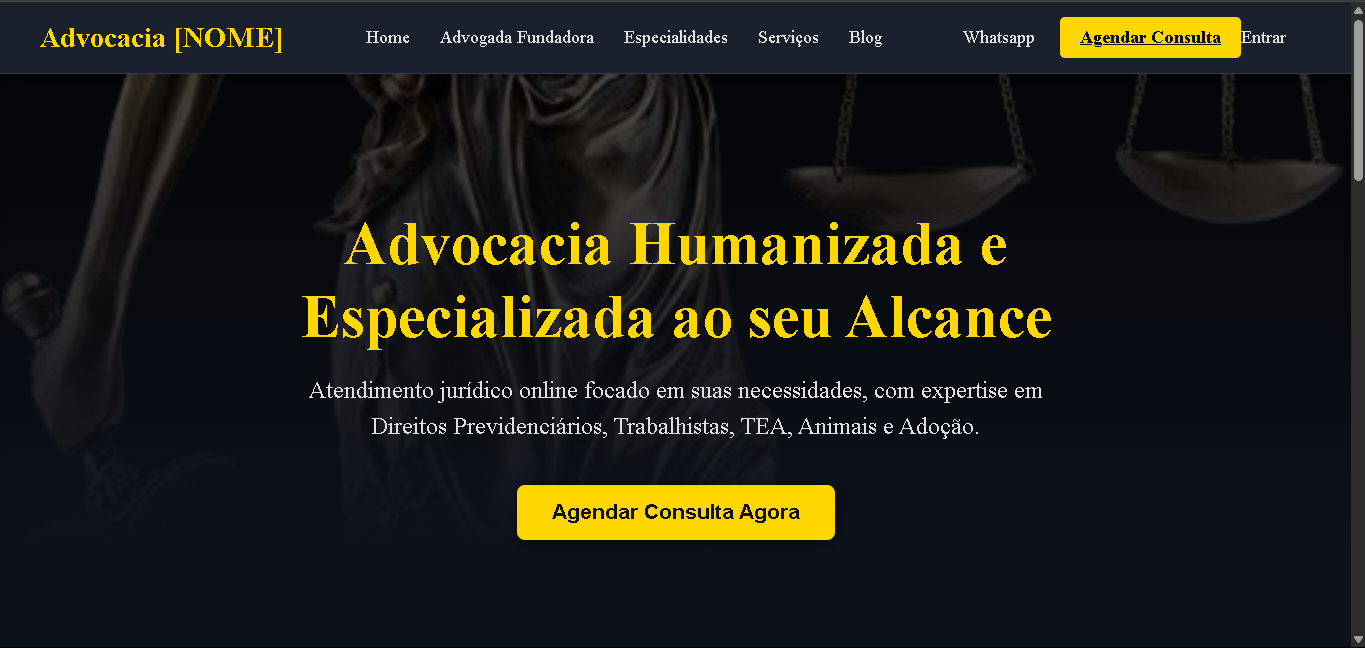 Advocacia [NOME]
Home
Advogada Fundadora
Especialidades
Serviços
Blog
Whatsapp
Agendar Consulta
Entrar
Advocacia Humanizada e
Especializada ao seu Alcance
Atendimento jurídico online focado em suas necessidades, com expertise em
Direitos Previdenciários, Trabalhistas, TEA, Animais e Adoção.
Agendar Consulta Agora